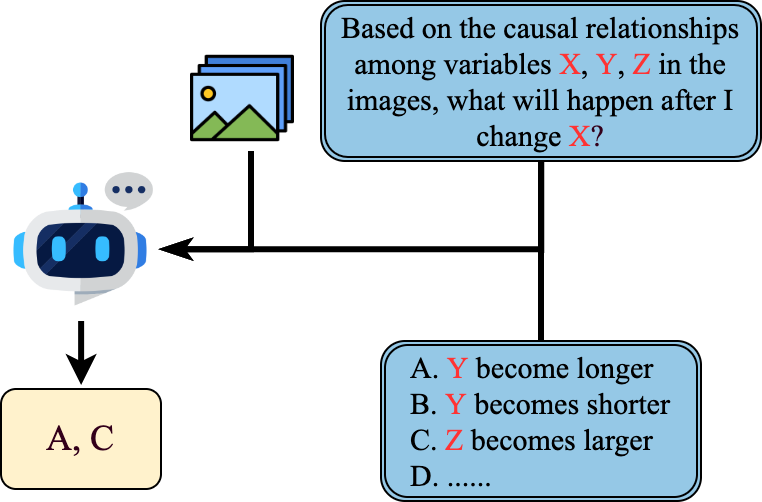 Based on the causal relationships
among variables X, Y, Z in the
images, what will happen after I
change X?
A. Y become longer
B. Y becomes shorter
C. Z becomes larger
D. ......
A, C